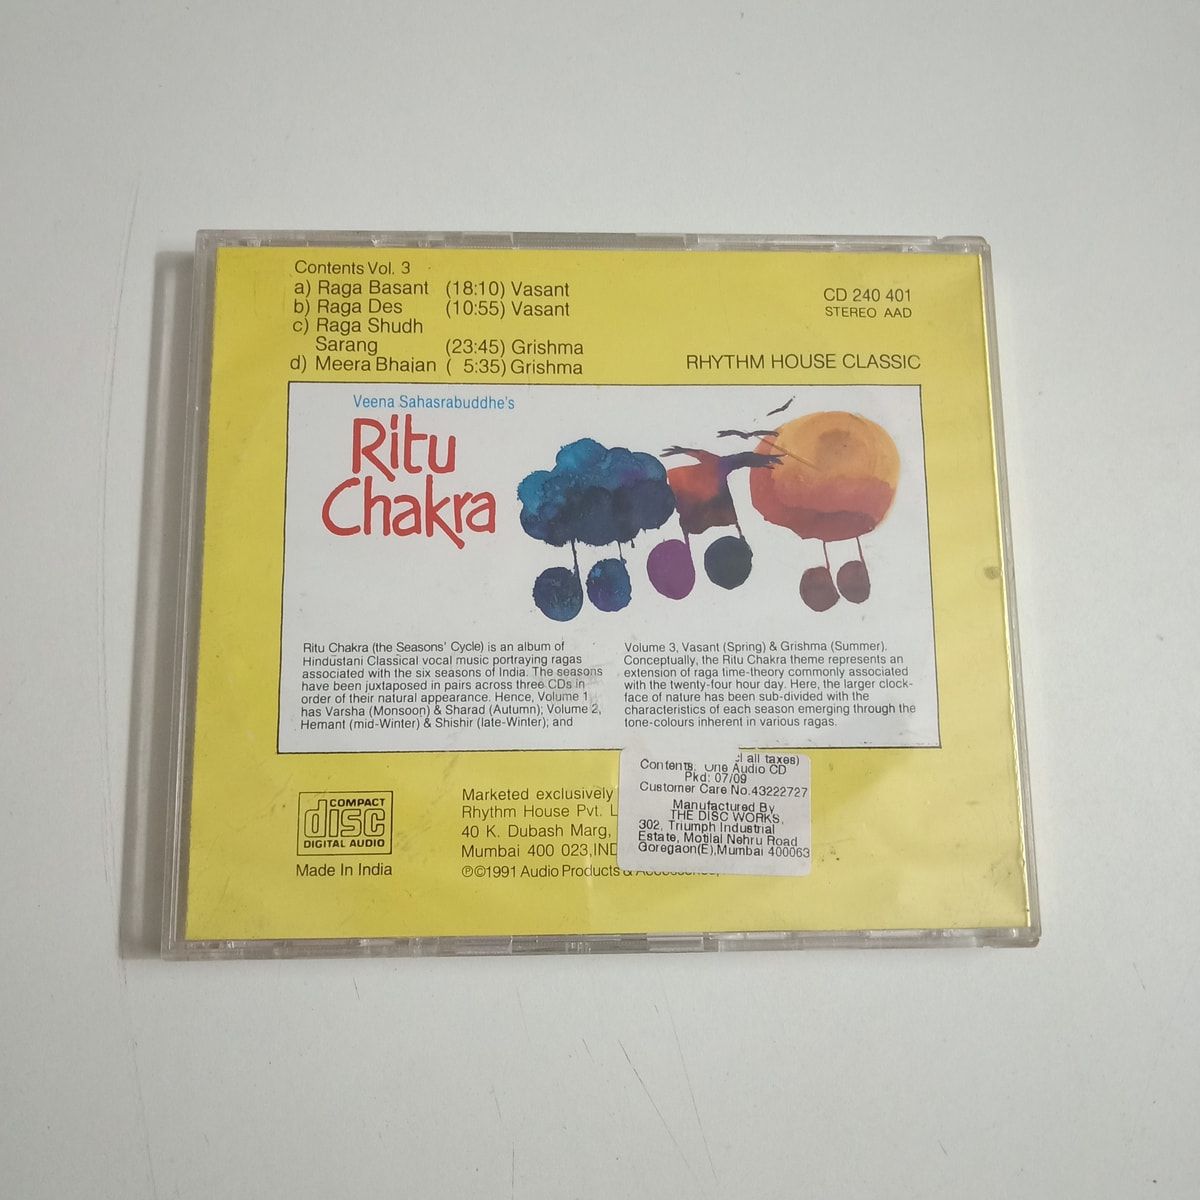 Contents Vol. 3
a) Raga Basant (18:10) Vasant
b) Raga Des (10:55) Vasant
c) Raga Shudh
Sarang (23:45) Grishma
d) Meera Bhajan ( 5:35) Grishma
CD 240 401
STEREO AAD
RHYTHM HOUSE CLASSIC
Veena Sahasrabuddhe's
Ritu
Chakra
Ritu Chakra (the Seasons' Cycle) is an album of
Hindustani Classical vocal music portraying ragas
associated with the six seasons of India. The seasons
have been juxtaposed in pairs across three CDs in
order of their natural appearance. Hence, Volume 1
has Varsha (Monsoon) & Sharad (Autumn); Volume 2,
Hemant (mid-Winter) & Shishir (late-Winter); and
Volume 3, Vasant (Spring) & Grishma (Summer).
Conceptually, the Ritu Chakra theme represents an
extension of raga time-theory commonly associated
with the twenty-four hour day. Here, the larger clock-
face of nature has been sub-divided with the
characteristics of each season emerging through the
tone-colours inherent in various ragas.
COMPACT
disc
DIGITAL AUDIO
Made In India
Marketed exclusively
Rhythm House Pvt. L
40 K. Dubash Marg,
Mumbai 400 023, IND
℗©1991 Audio Products &
all taxes)
Contents: One Audio CD
Pkd: 07/09
Customer Care No.43222727
Manufactured By
THE DISC WORKS,
302, Triumph Industrial
Estate, Motilal Nehru Road
Goregaon(E),Mumbai 400063